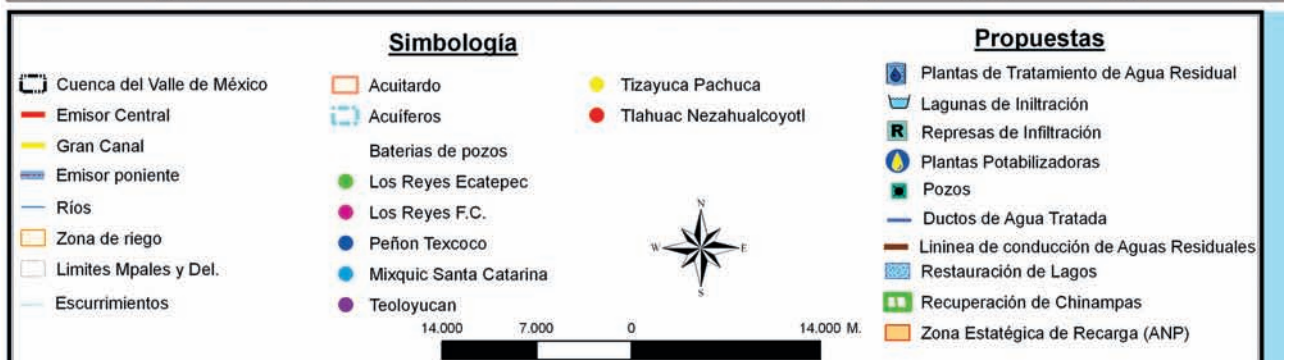 Simbología
Cuenca del Valle de México
Emisor Central
Gran Canal
Emisor poniente
Ríos
Zona de riego
Limites Mpales y Del.
Escurrimientos
Acuitardo
Acuíferos
Baterias de pozos
Los Reyes Ecatepec
Los Reyes F.C.
Peñon Texcoco
Mixquic Santa Catarina
Teoloyucan
Tizayuca Pachuca
Tlahuac Nezahualcoyotl
N
W
E
S
14.000 7.000 0 14.000 M.
Propuestas
Plantas de Tratamiento de Agua Residual
Lagunas de Iniltración
R Represas de Infiltración
Plantas Potabilizadoras
Pozos
Ductos de Agua Tratada
Lininea de conducción de Aguas Residuales
Restauración de Lagos
Recuperación de Chinampas
Zona Estatégica de Recarga (ANP)